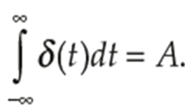 ∫_{-∞}^{∞} δ(t)dt = A.